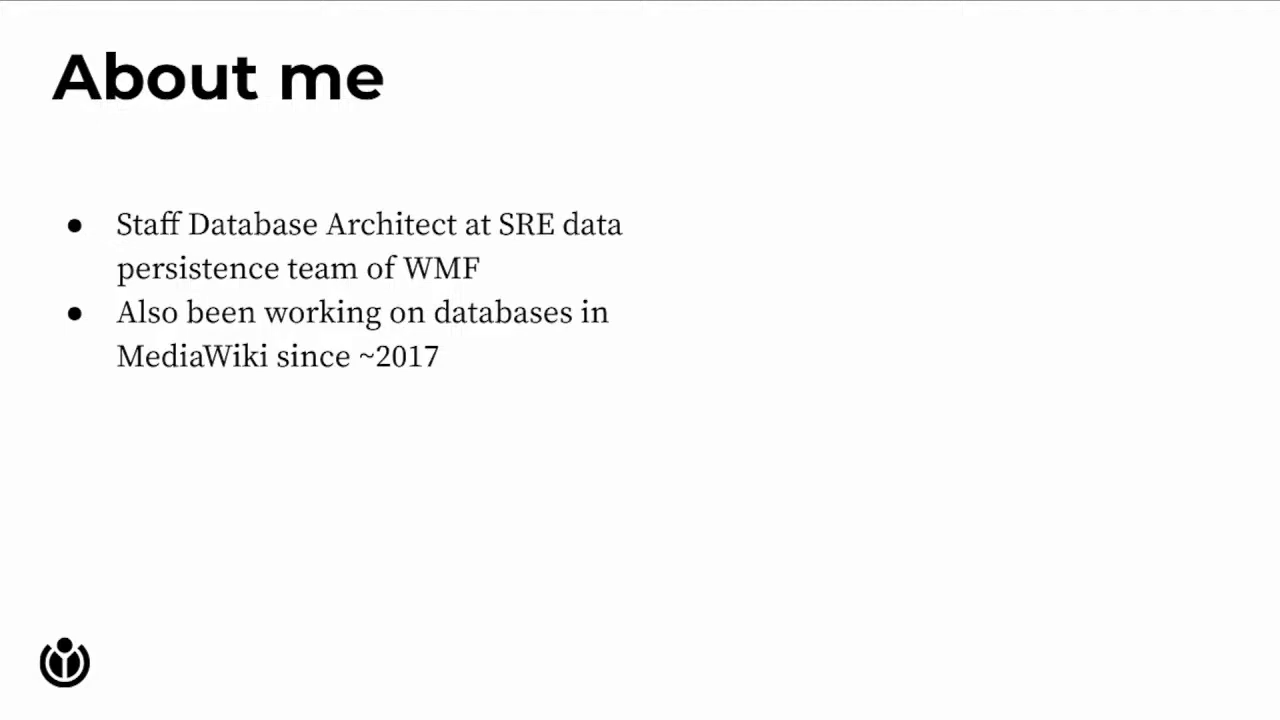 About me
● Staff Database Architect at SRE data
persistence team of WMF
● Also been working on databases in
MediaWiki since ~2017